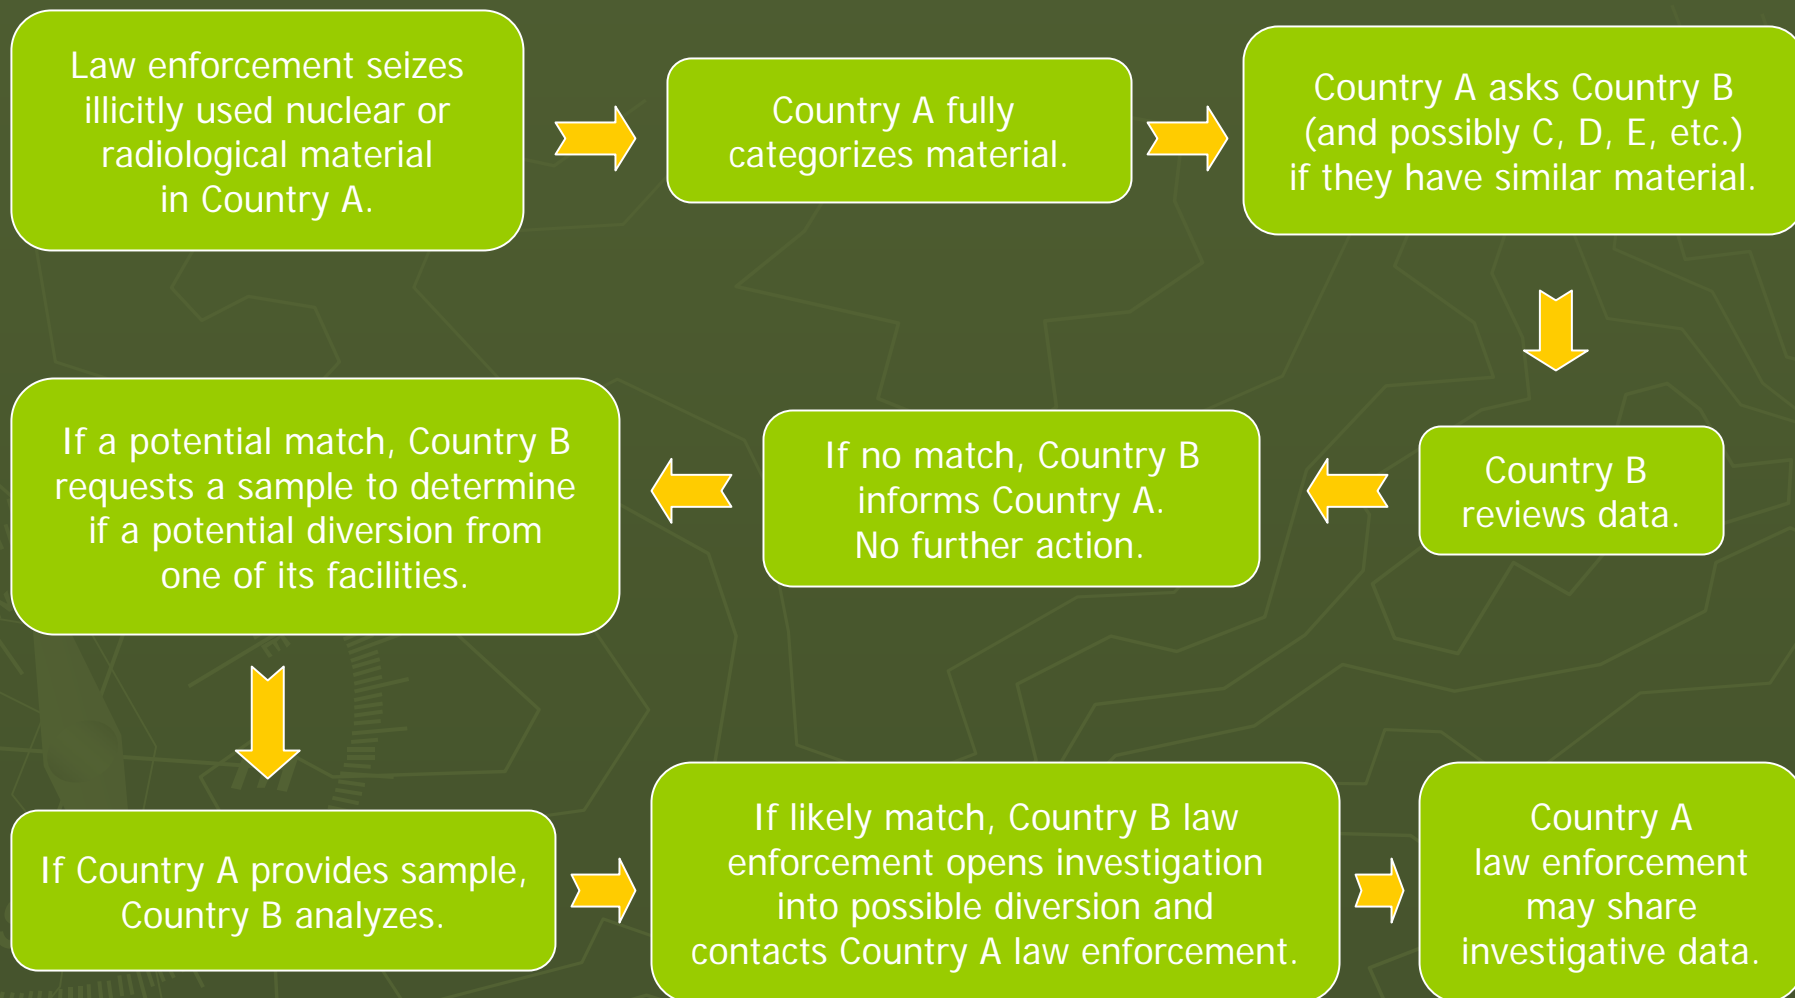 Law enforcement seizes
illicitly used nuclear or
radiological material
in Country A.
Country A fully
categorizes material.
Country A asks Country B
(and possibly C, D, E, etc.)
if they have similar material.
Country B
reviews data.
If no match, Country B
informs Country A.
No further action.
If a potential match, Country B
requests a sample to determine
if a potential diversion from
one of its facilities.
If Country A provides sample,
Country B analyzes.
If likely match, Country B law
enforcement opens investigation
into possible diversion and
contacts Country A law enforcement.
Country A
law enforcement
may share
investigative data.